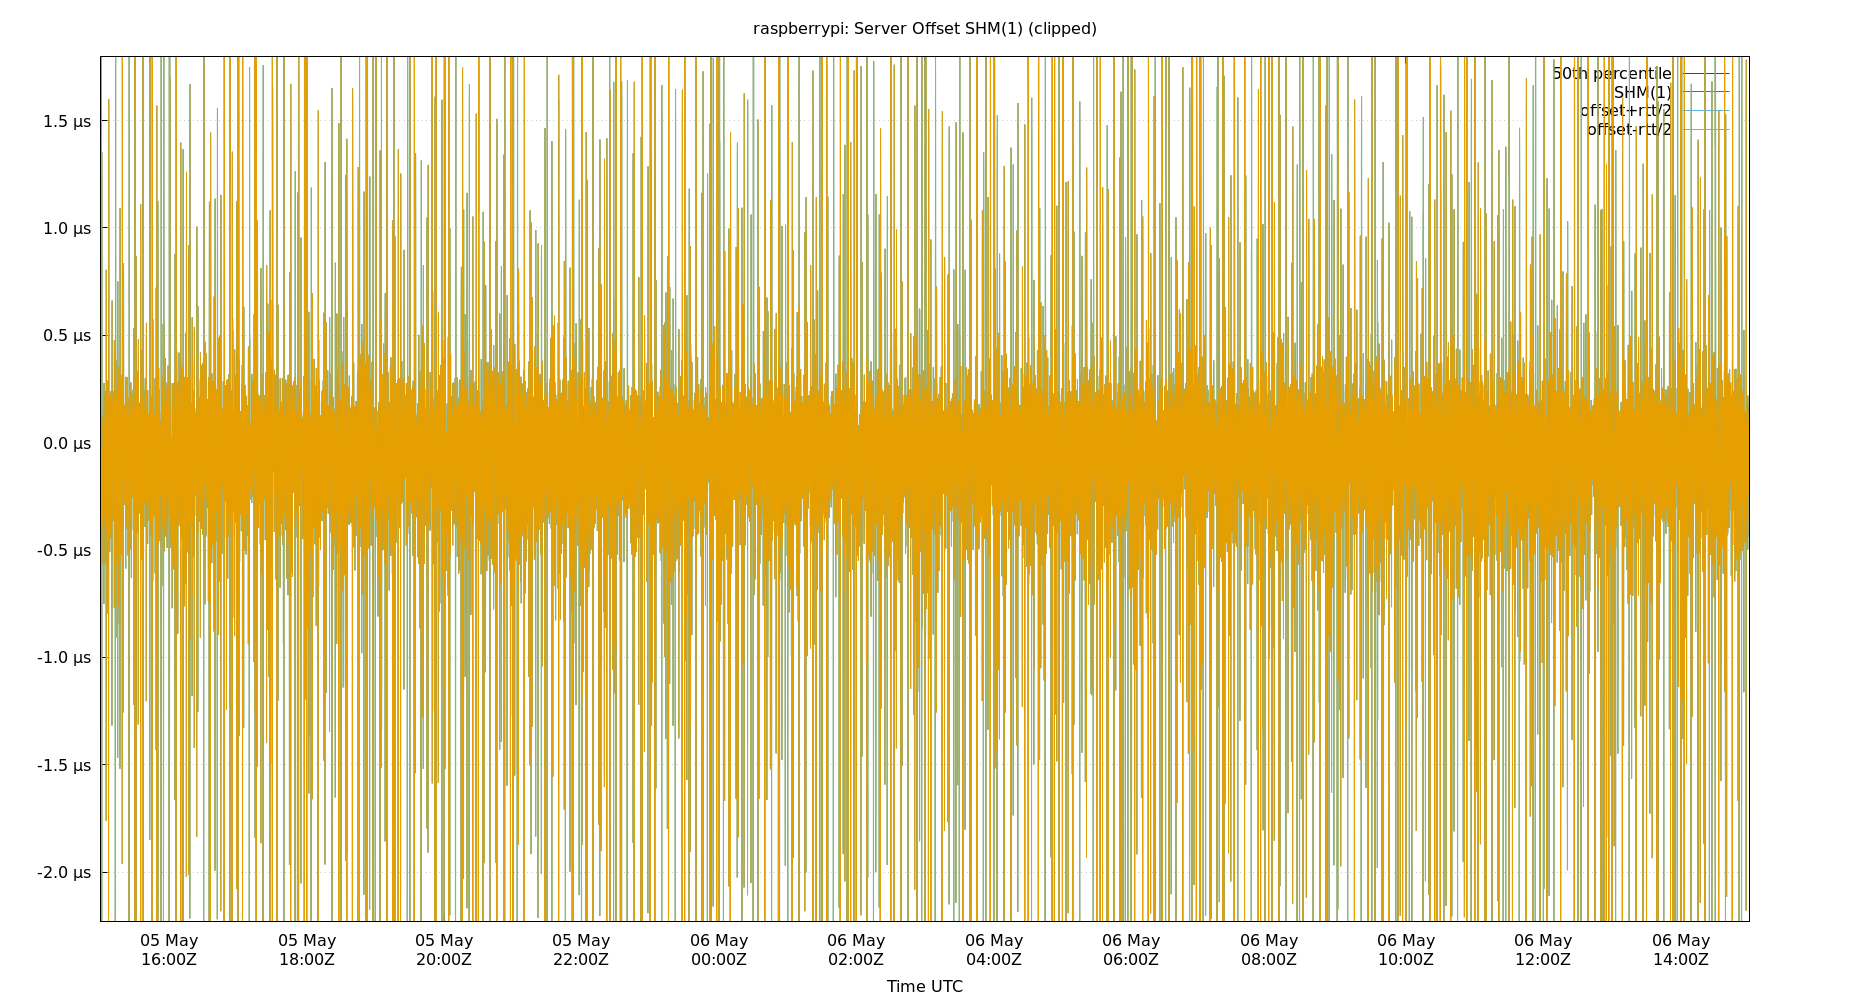 raspberrypi: Server Offset SHM(1) (clipped)
50th percentile
SHM(1)
offset+rtt/2
offset-rtt/2
1.5 µs
1.0 µs
0.5 µs
0.0 µs
-0.5 µs
-1.0 µs
-1.5 µs
-2.0 µs
05 May 05 May 05 May 05 May 06 May 06 May 06 May 06 May 06 May 06 May 06 May 06 May
16:00Z 18:00Z 20:00Z 22:00Z 00:00Z 02:00Z 04:00Z 06:00Z 08:00Z 10:00Z 12:00Z 14:00Z
Time UTC